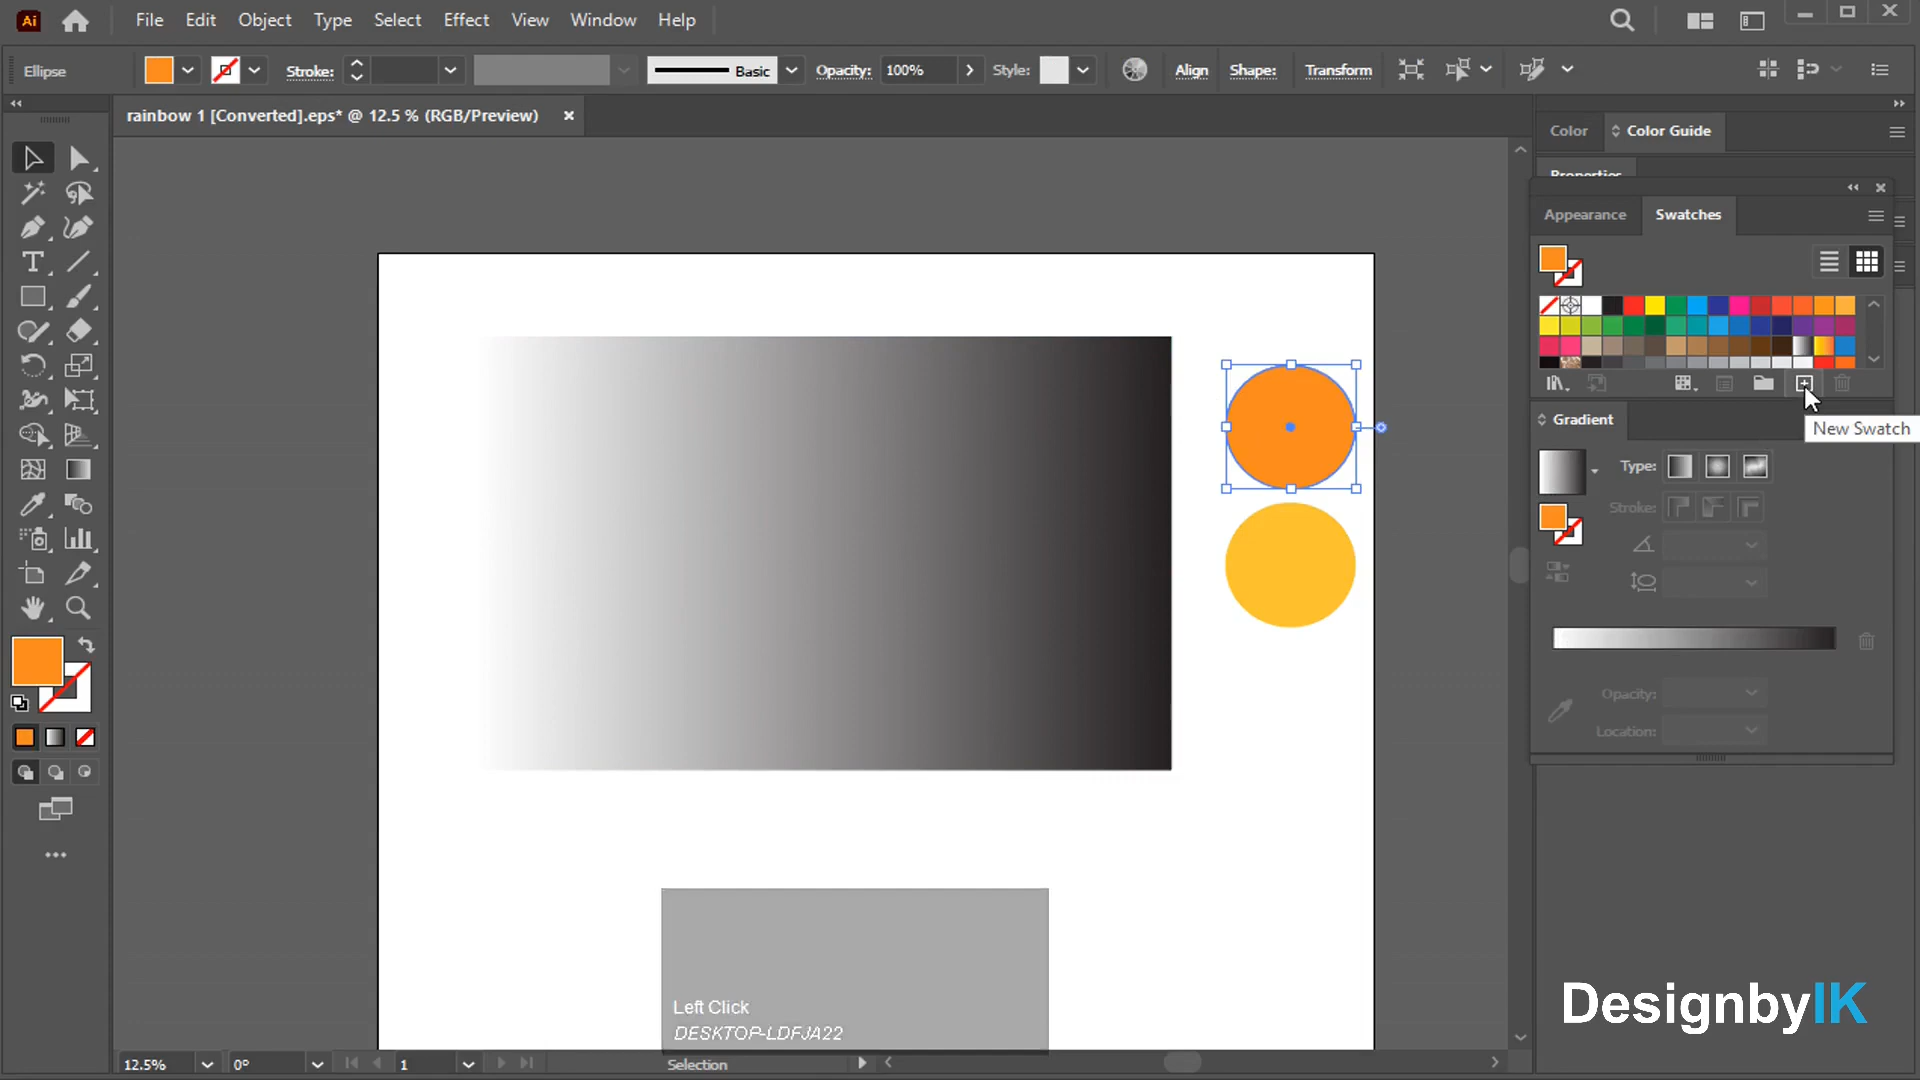 Ai
File Edit Object Type Select Effect View Window Help
Ellipse
Stroke:
Basic
Opacity: 100%
Style:
Align
Shape:
Transform
rainbow 1 [Converted].eps* @ 12.5 % (RGB/Preview)
Color
Color Guide
Properties
Appearance
Swatches
New Swatch
Gradient
Type:
Stroke:
Opacity:
Location:
Left Click
DESKTOP-LDFJA22
DesignbyIK
12.5%
0°
1
Selection